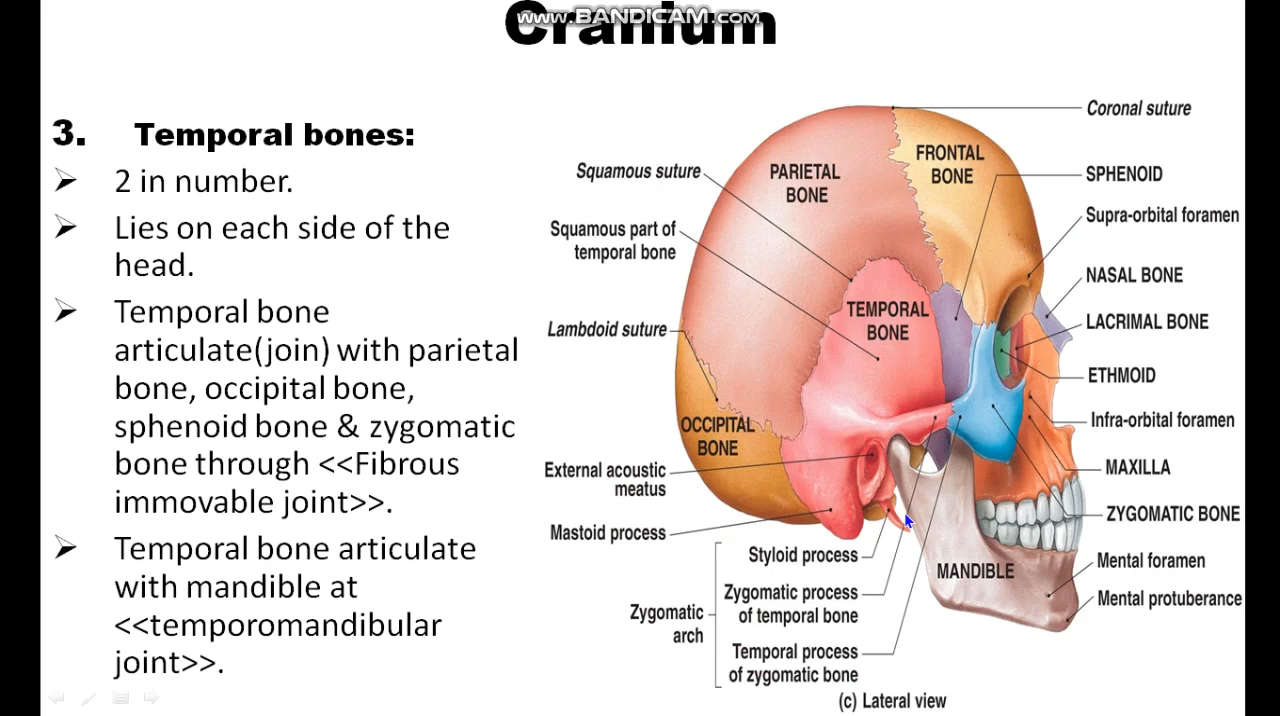 www.BANDICAM.com
Cranium
3. Temporal bones:
➢ 2 in number.
➢ Lies on each side of the
head.
➢ Temporal bone
articulate(join) with parietal
bone, occipital bone,
sphenoid bone & zygomatic
bone through <<Fibrous
immovable joint>>.
➢ Temporal bone articulate
with mandible at
<<temporomandibular
joint>>.
Coronal suture
FRONTAL
BONE
PARIETAL
BONE
Squamous suture
SPHENOID
Supra-orbital foramen
Squamous part of
temporal bone
NASAL BONE
TEMPORAL
BONE
LACRIMAL BONE
Lambdoid suture
ETHMOID
OCCIPITAL
BONE
Infra-orbital foramen
External acoustic
meatus
MAXILLA
ZYGOMATIC BONE
Mastoid process
Styloid process
MANDIBLE
Mental foramen
Zygomatic process
of temporal bone
Mental protuberance
Zygomatic
arch
Temporal process
of zygomatic bone
(c) Lateral view